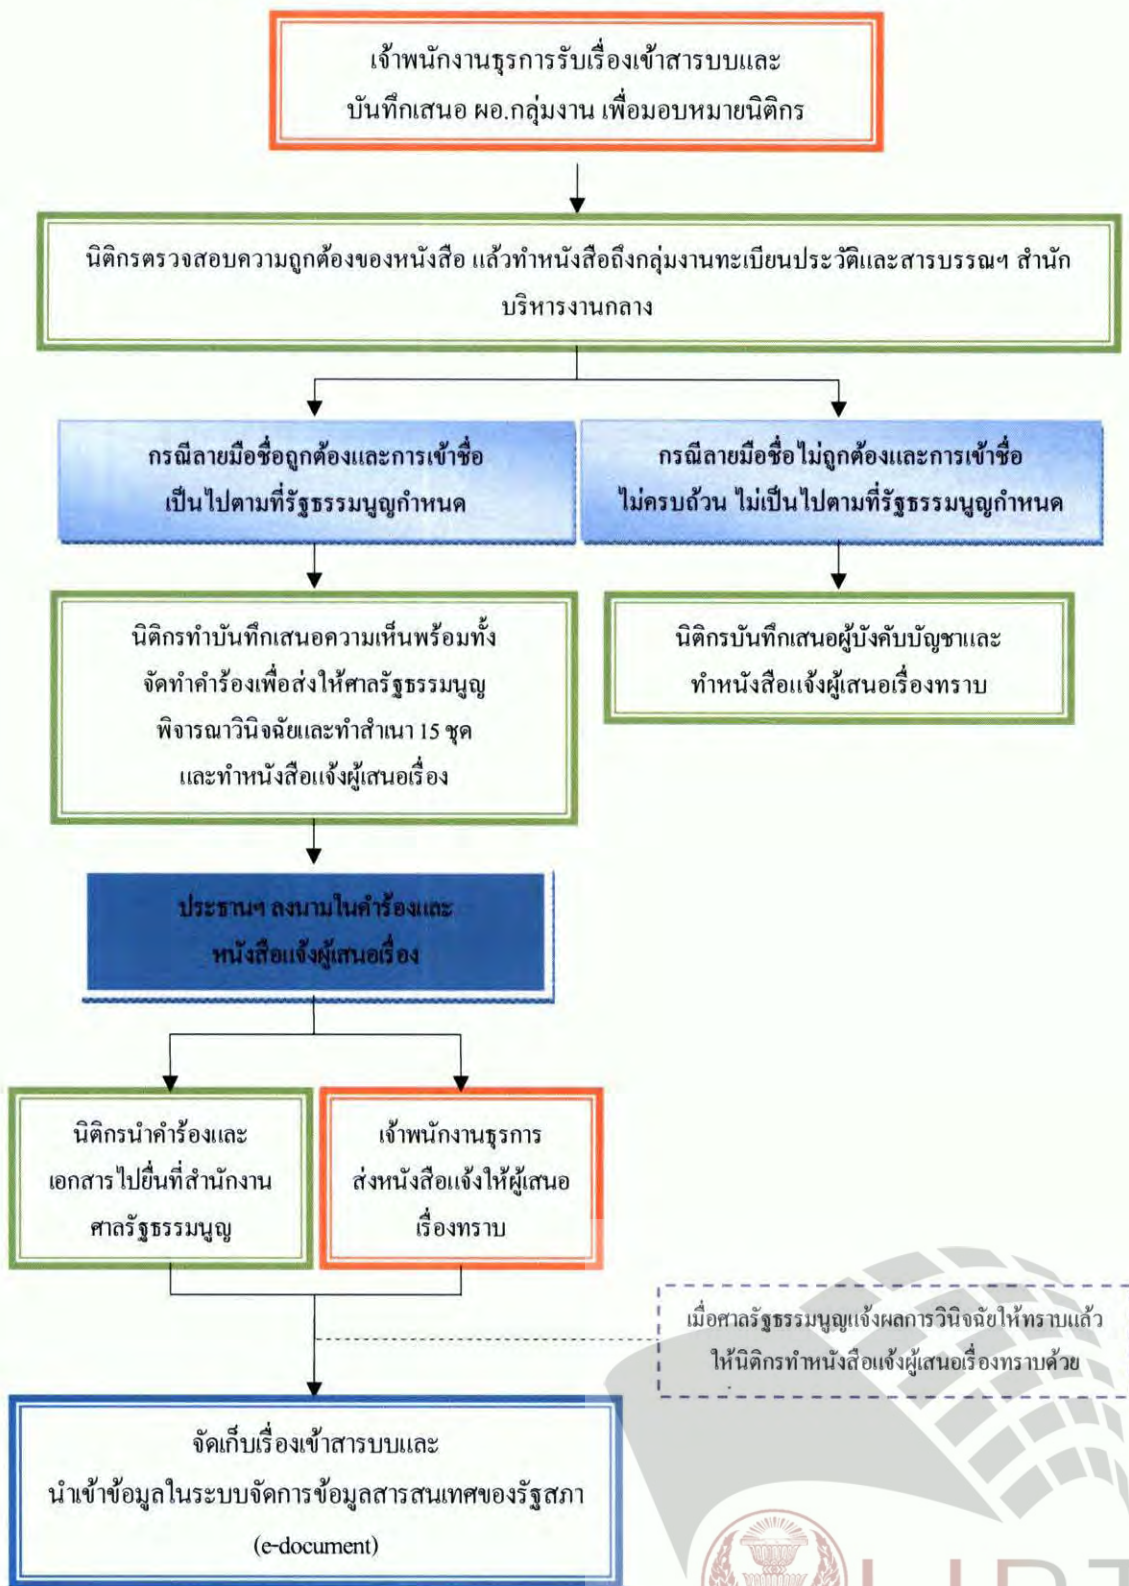 เจ้าพนักงานธุรการรับเรื่องเข้าสารบบและ
บันทึกเสนอ ผอ.กลุ่มงาน เพื่อมอบหมายนิติกร
นิติกรตรวจสอบความถูกต้องของหนังสือ แล้วทำหนังสือถึงกลุ่มงานทะเบียนประวัติและสารบรรณฯ สำนัก
บริหารงานกลาง
กรณีลายมือชื่อถูกต้องและการเข้าชื่อ
เป็นไปตามที่รัฐธรรมนูญกำหนด
กรณีลายมือชื่อไม่ถูกต้องและการเข้าชื่อ
ไม่ครบถ้วน ไม่เป็นไปตามที่รัฐธรรมนูญกำหนด
นิติกรทำบันทึกเสนอความเห็นพร้อมทั้ง
จัดทำคำร้องเพื่อส่งให้ศาลรัฐธรรมนูญ
พิจารณาวินิจฉัยและทำสำเนา 15 ชุด
และทำหนังสือแจ้งผู้เสนอเรื่อง
นิติกรบันทึกเสนอผู้บังคับบัญชาและ
ทำหนังสือแจ้งผู้เสนอเรื่องทราบ
ประธานฯ ลงนามในคำร้องและ
หนังสือแจ้งผู้เสนอเรื่อง
นิติกรนำคำร้องและ
เอกสารไปยื่นที่สำนักงาน
ศาลรัฐธรรมนูญ
เจ้าพนักงานธุรการ
ส่งหนังสือแจ้งให้ผู้เสนอ
เรื่องทราบ
เมื่อศาลรัฐธรรมนูญแจ้งผลการวินิจฉัยให้ทราบแล้ว
ให้นิติกรทำหนังสือแจ้งผู้เสนอเรื่องทราบด้วย
จัดเก็บเรื่องเข้าสารบบและ
นำเข้าข้อมูลในระบบจัดการข้อมูลสารสนเทศของรัฐสภา
(e-document)